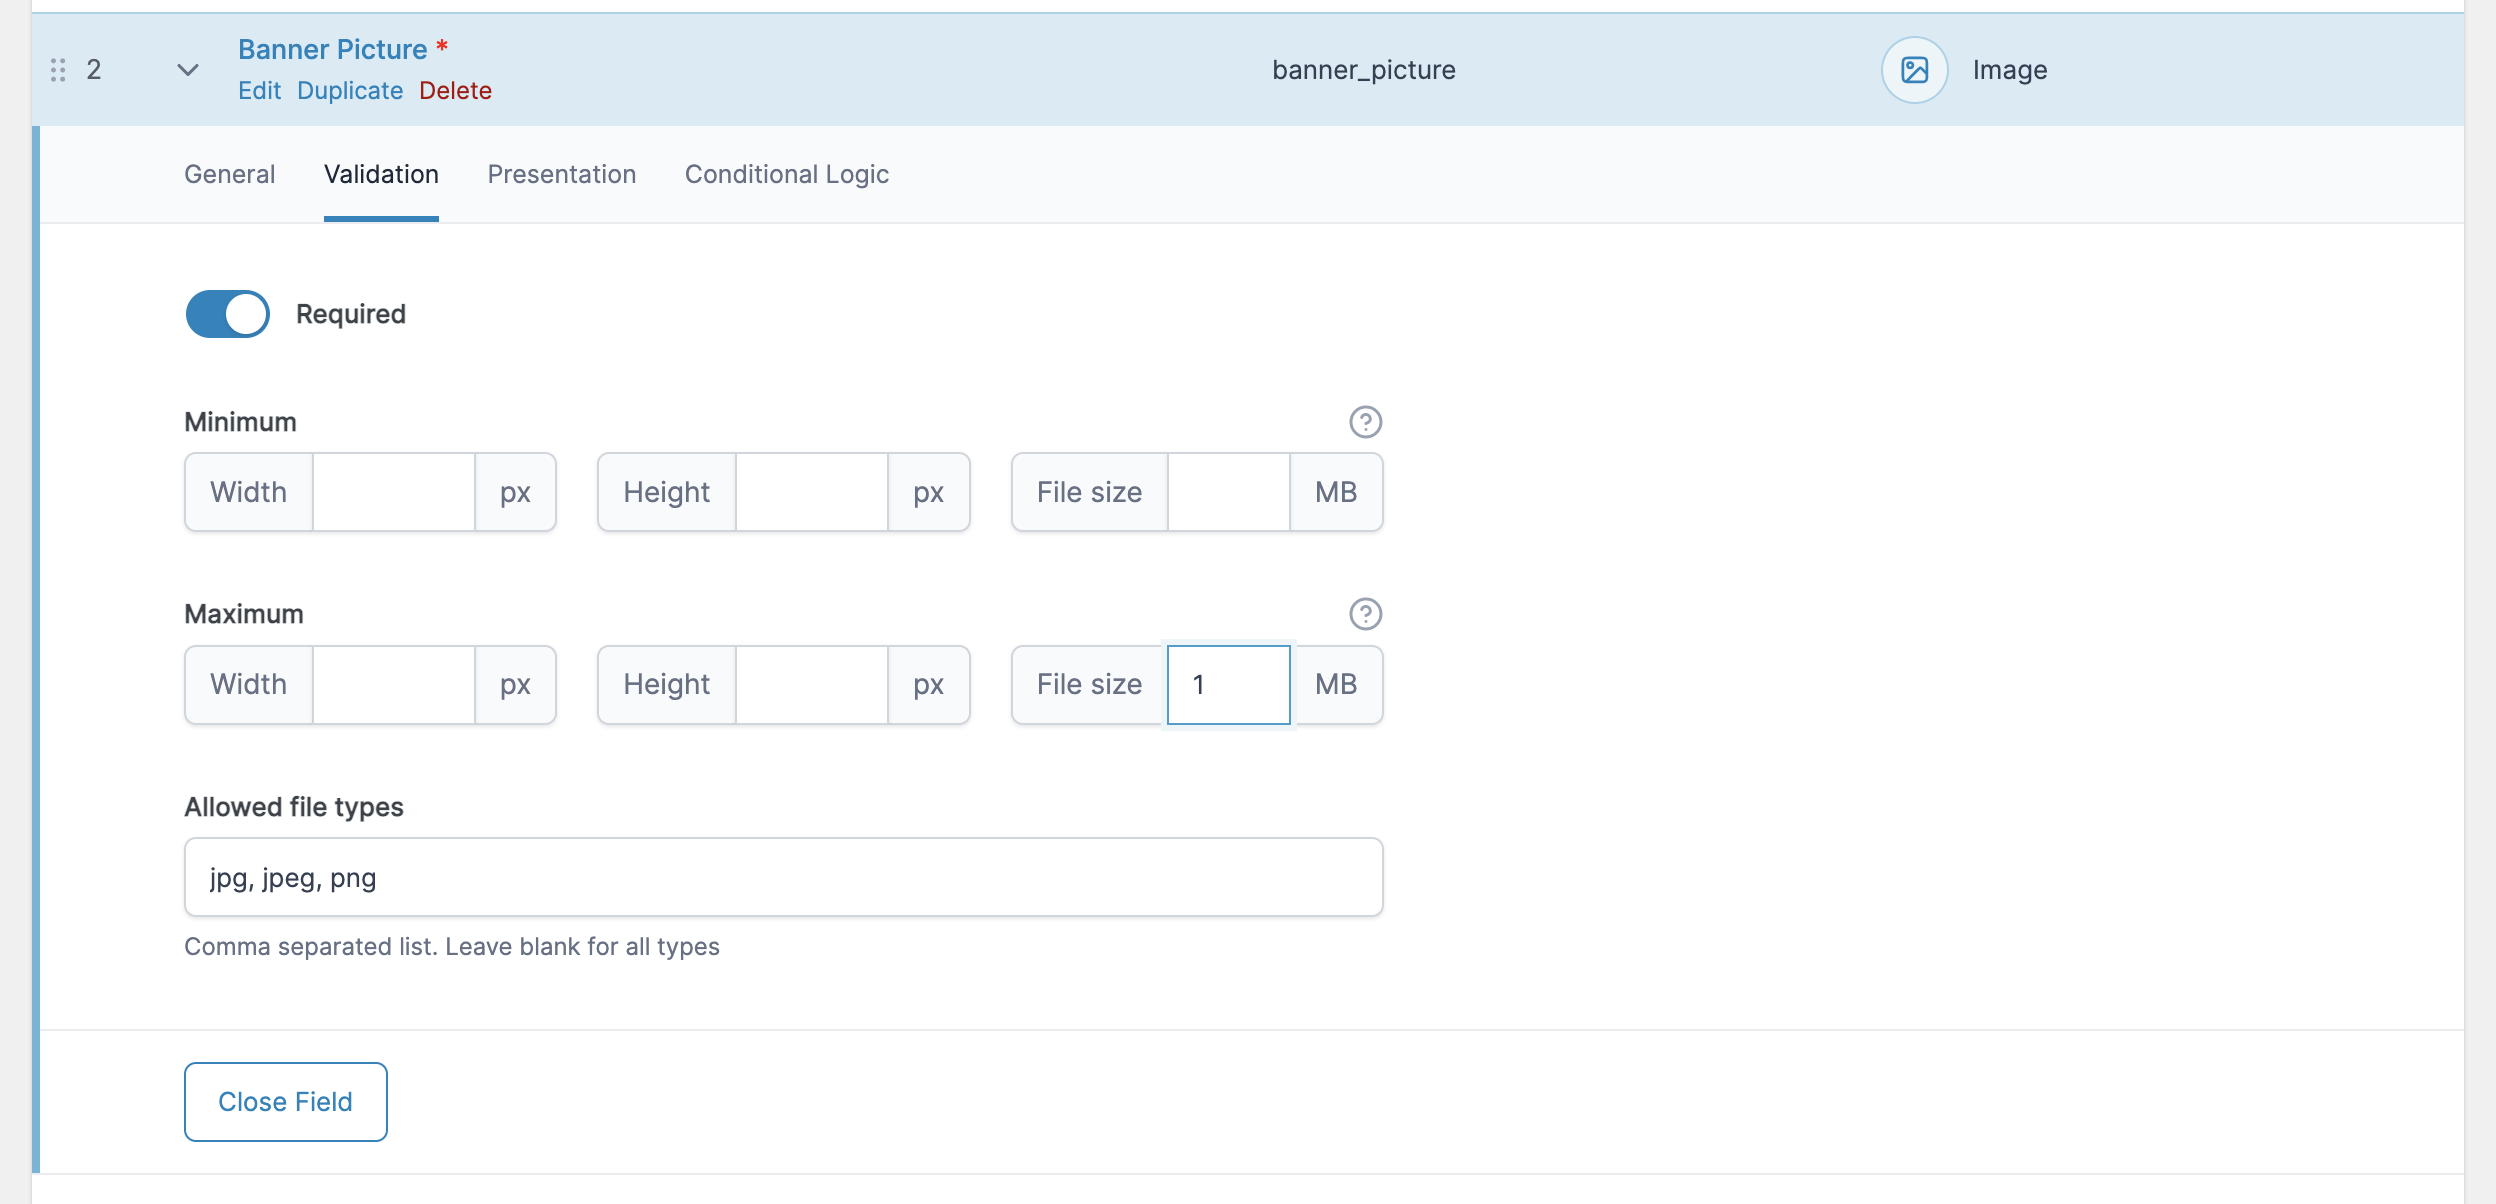 2
Banner Picture *
Edit Duplicate Delete
banner_picture
Image
General Validation Presentation Conditional Logic
Required
Minimum ?
Width px Height px File size MB
Maximum ?
Width px Height px File size 1 MB
Allowed file types
jpg, jpeg, png
Comma separated list. Leave blank for all types
Close Field